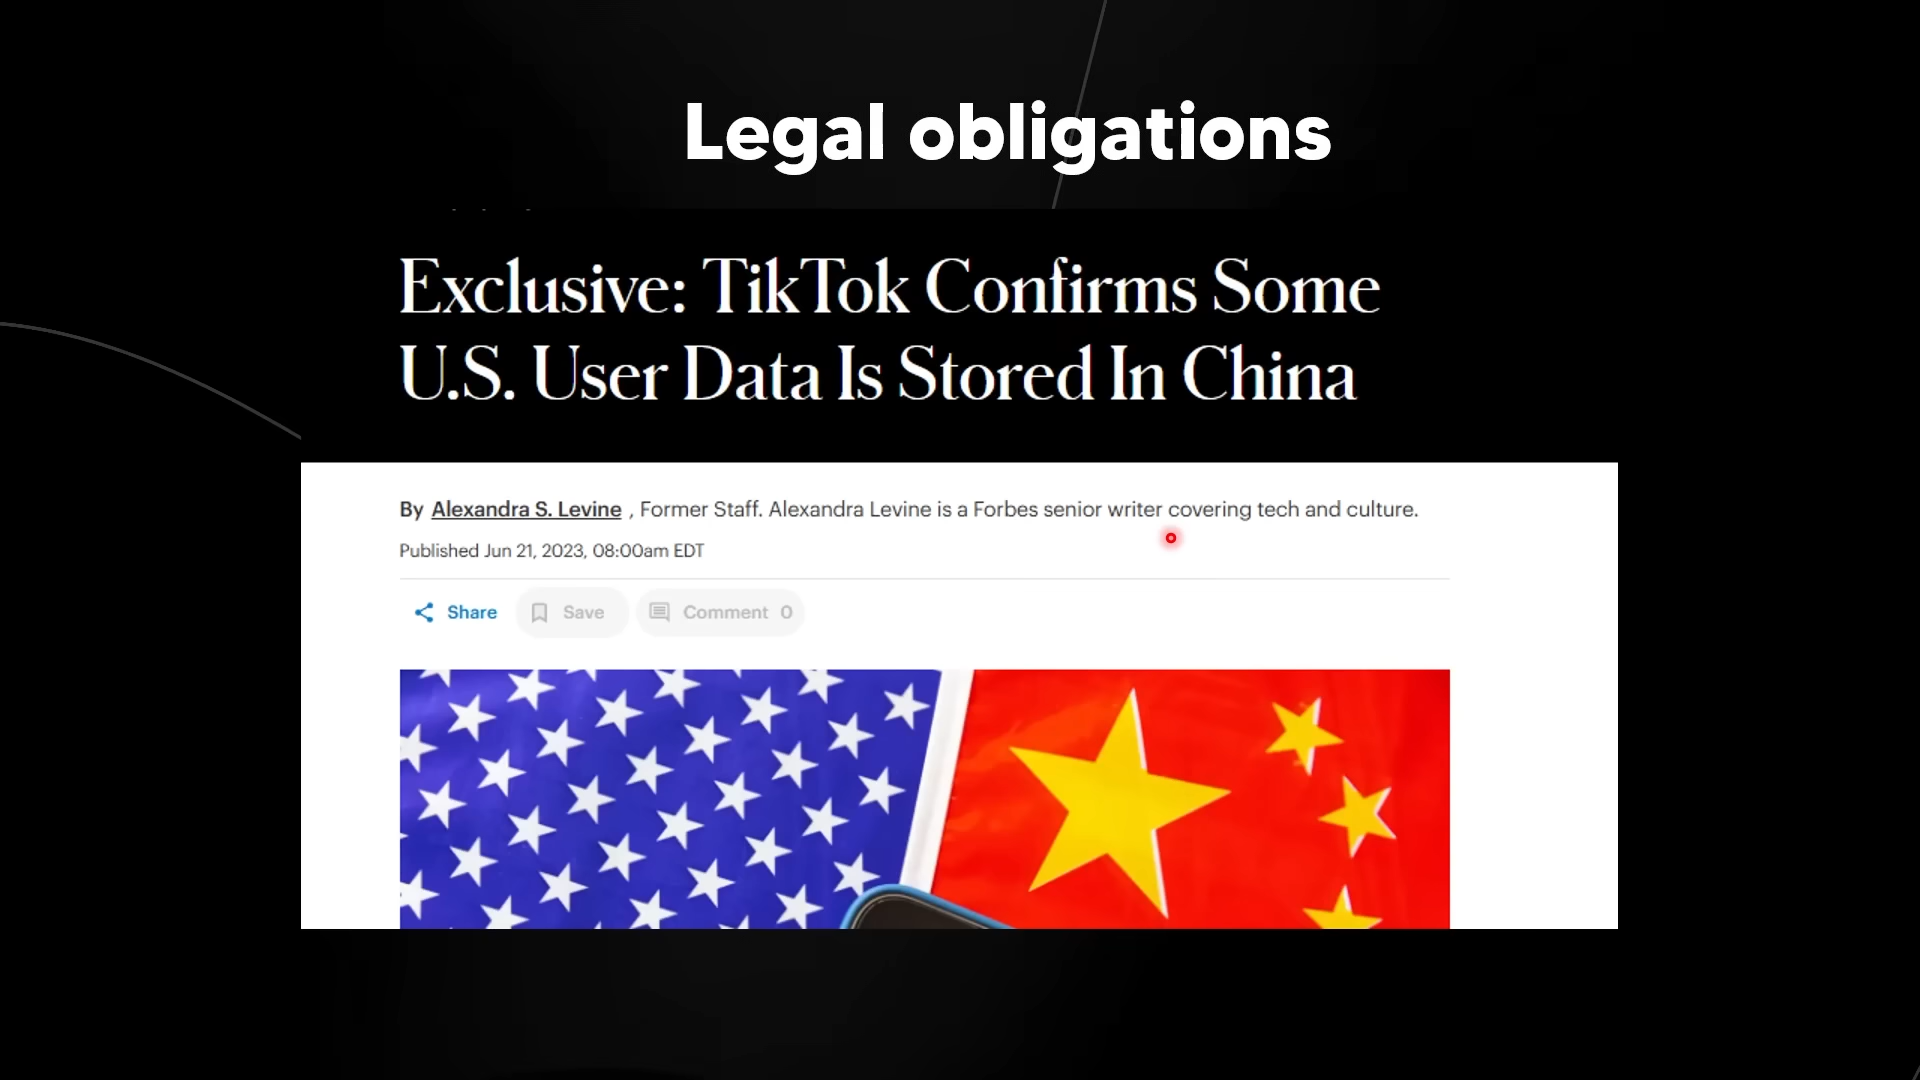 Legal obligations
Exclusive: TikTok Confirms Some
U.S. User Data Is Stored In China
By Alexandra S. Levine , Former Staff. Alexandra Levine is a Forbes senior writer covering tech and culture.
Published Jun 21, 2023, 08:00am EDT
Share Save Comment 0